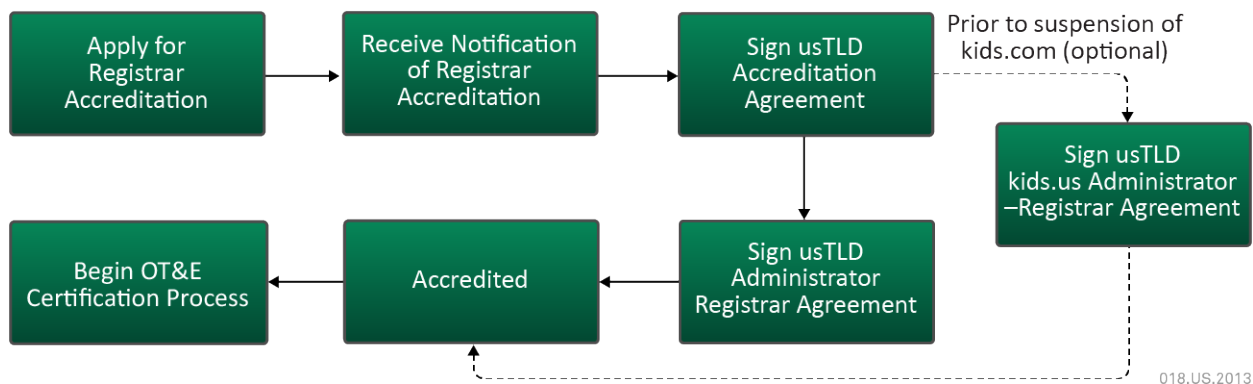 Apply for
Registrar
Accreditation
Receive Notification
of Registrar
Accreditation
Sign usTLD
Accreditation
Agreement
Prior to suspension of
kids.com (optional)
Sign usTLD
kids.us Administrator
–Registrar Agreement
Sign usTLD
Administrator
Registrar Agreement
Accredited
Begin OT&E
Certification Process
018.US.2013